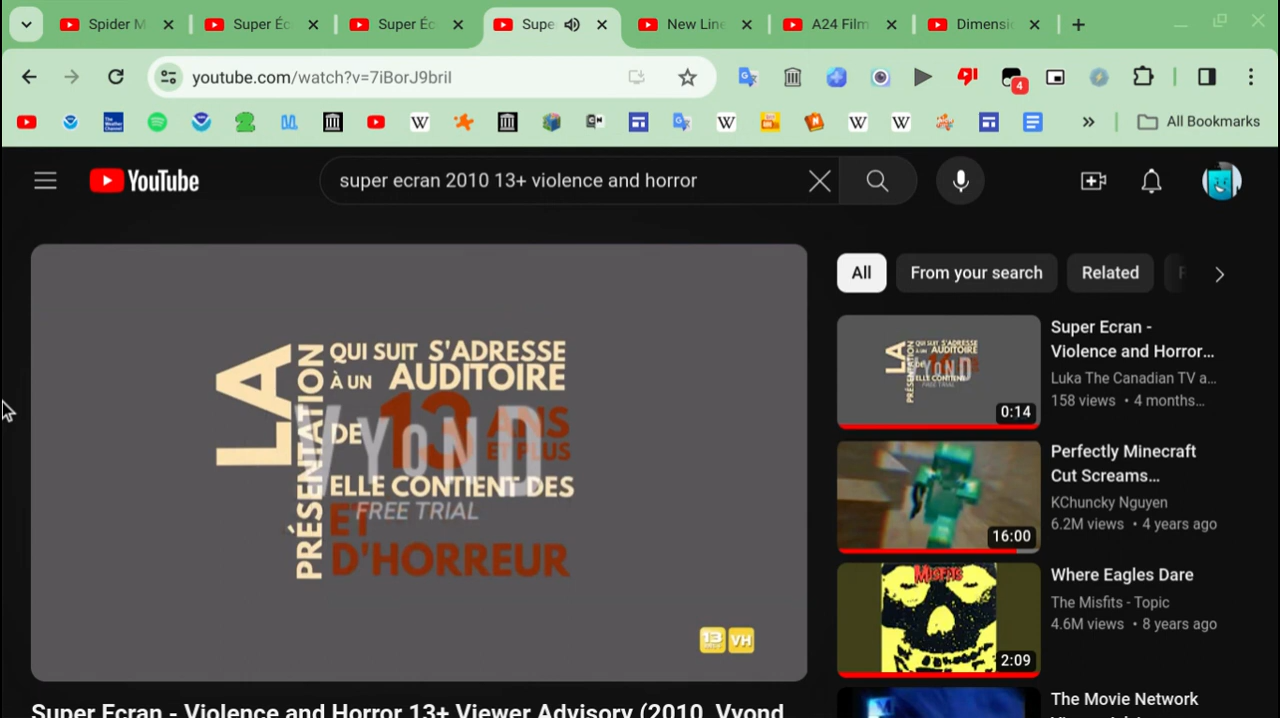 Spider M
Super Éc
Super Éc
Supe
New Line
A24 Film
Dimensi
youtube.com/watch?v=7iBorJ9briI
4
All Bookmarks
YouTube
super ecran 2010 13+ violence and horror
All
From your search
Related
LA
PRÉSENTATION
QUI SUIT S'ADRESSE
À UN AUDITOIRE
DE 13 ANS
ET PLUS
ELLE CONTIENT DES
ET
D'HORREUR
VYOND
FREE TRIAL
13
VH
Super Ecran - Violence and Horror 13+ Viewer Advisory (2010, Vyond
0:14
Super Ecran -
Violence and Horror...
Luka The Canadian TV a...
158 views • 4 months...
16:00
Perfectly Minecraft
Cut Screams...
KChuncky Nguyen
6.2M views • 4 years ago
MISFITS
2:09
Where Eagles Dare
The Misfits - Topic
4.6M views • 8 years ago
The Movie Network